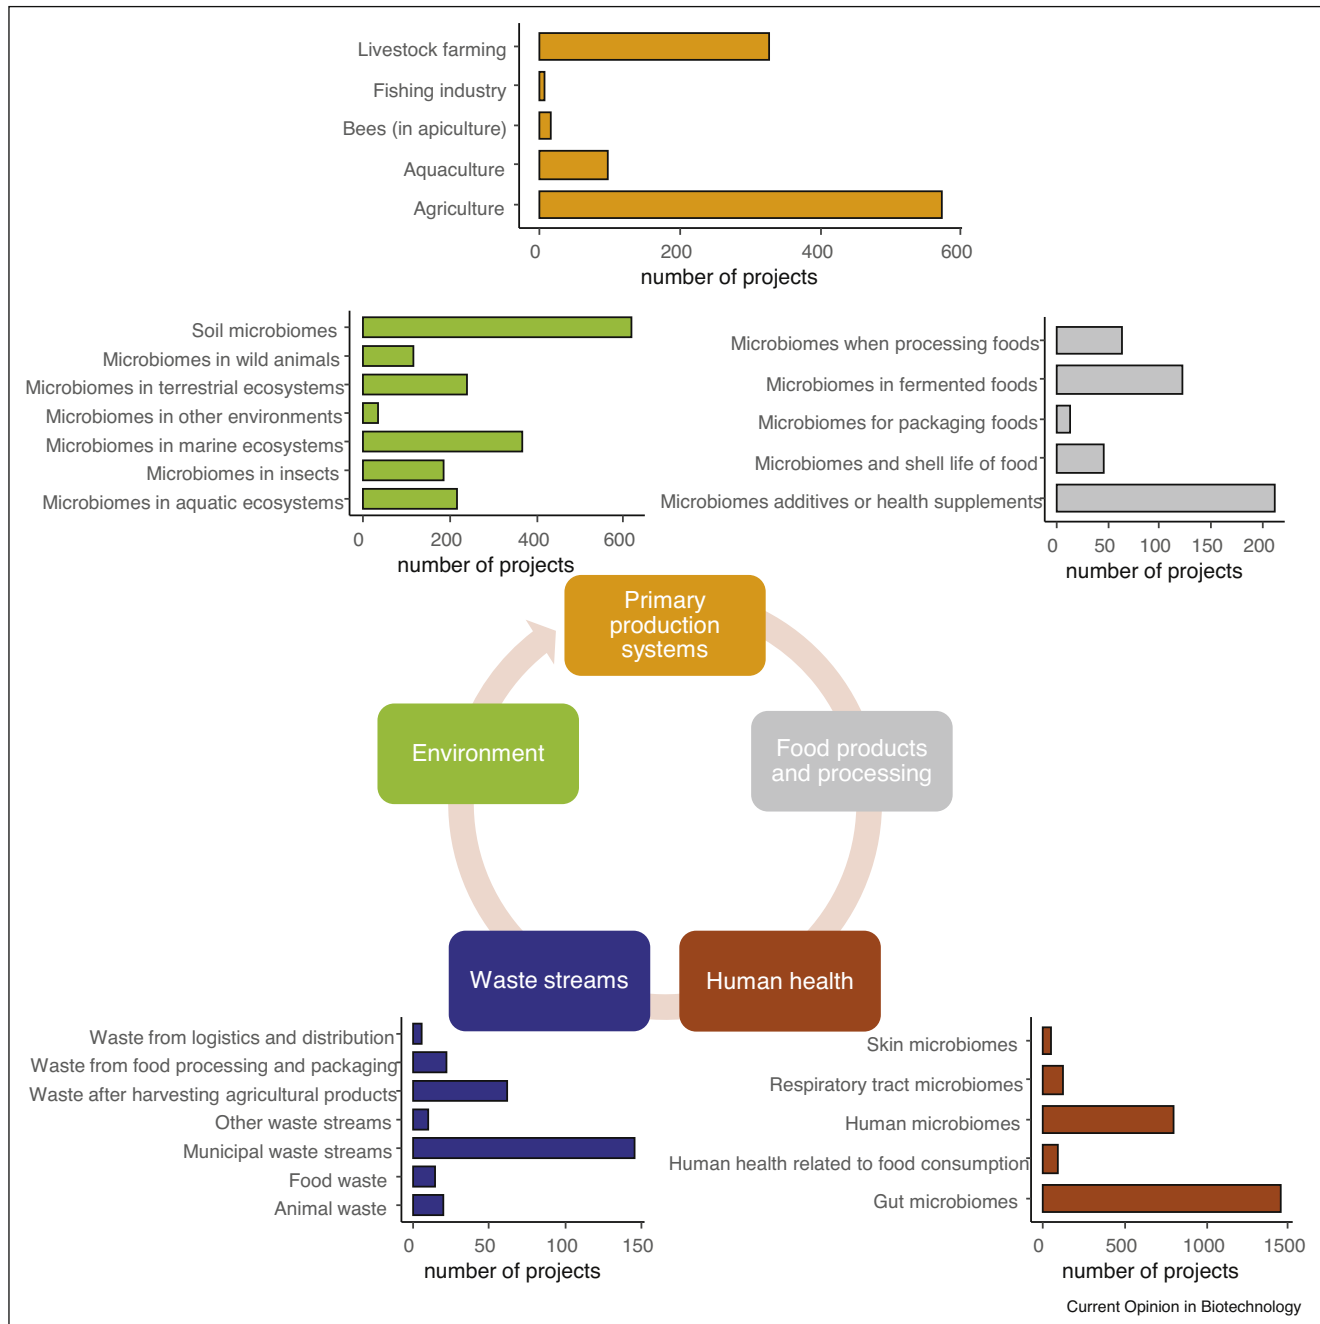 Livestock farming
Fishing industry
Bees (in apiculture)
Aquaculture
Agriculture
0 200 400 600
number of projects
Soil microbiomes
Microbiomes in wild animals
Microbiomes in terrestrial ecosystems
Microbiomes in other environments
Microbiomes in marine ecosystems
Microbiomes in insects
Microbiomes in aquatic ecosystems
0 200 400 600
number of projects
Microbiomes when processing foods
Microbiomes in fermented foods
Microbiomes for packaging foods
Microbiomes and shell life of food
Microbiomes additives or health supplements
0 50 100 150 200
number of projects
Primary
production
systems
Environment
Food products
and processing
Waste streams
Human health
Waste from logistics and distribution
Waste from food processing and packaging
Waste after harvesting agricultural products
Other waste streams
Municipal waste streams
Food waste
Animal waste
0 50 100 150
number of projects
Skin microbiomes
Respiratory tract microbiomes
Human microbiomes
Human health related to food consumption
Gut microbiomes
0 500 1000 1500
number of projects
Current Opinion in Biotechnology